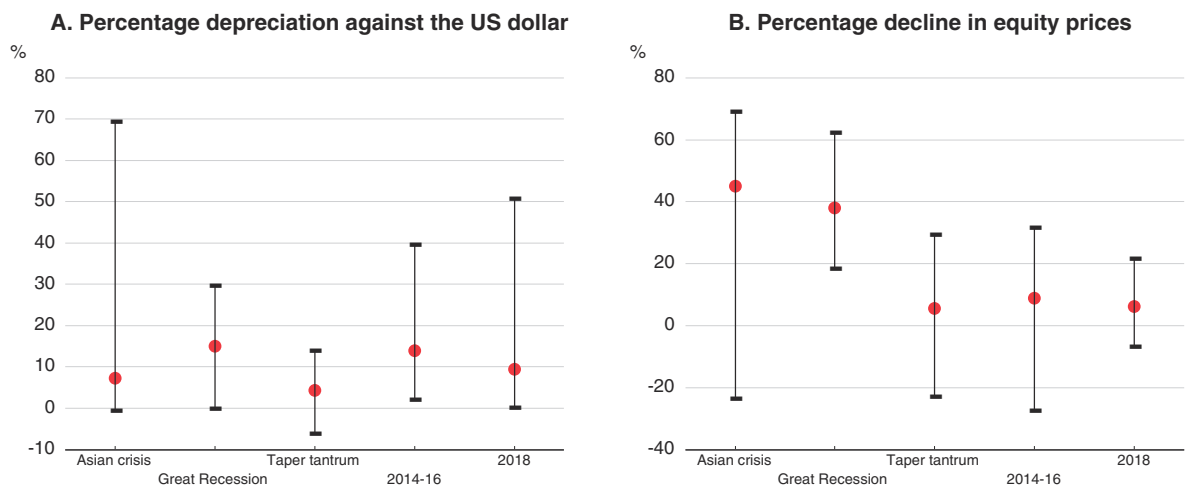 A. Percentage depreciation against the US dollar
%
80
70
60
50
40
30
20
10
0
-10
Asian crisis
Great Recession
Taper tantrum
2014-16
2018
B. Percentage decline in equity prices
%
80
60
40
20
0
-20
-40
Asian crisis
Great Recession
Taper tantrum
2014-16
2018